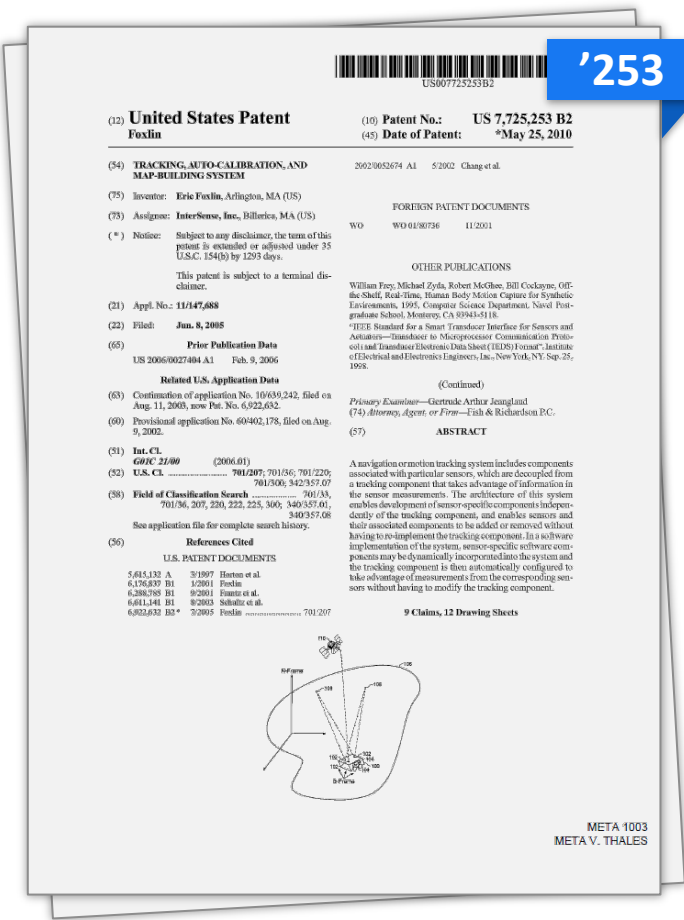 ’253
US007725253B2
(12) United States Patent
Foxlin
(10) Patent No.: US 7,725,253 B2
(45) Date of Patent: *May 25, 2010
(54) TRACKING, AUTO-CALIBRATION, AND
MAP-BUILDING SYSTEM
(75) Inventor: Eric Foxlin, Arlington, MA (US)
(73) Assignee: InterSense, Inc., Billerica, MA (US)
( * ) Notice: Subject to any disclaimer, the term of this
patent is extended or adjusted under 35
U.S.C. 154(b) by 1293 days.
This patent is subject to a terminal dis-
claimer.
(21) Appl. No.: 11/147,688
(22) Filed: Jun. 8, 2005
(65) Prior Publication Data
US 2006/0027404 A1 Feb. 9, 2006
Related U.S. Application Data
(63) Continuation of application No. 10/639,242, filed on
Aug. 11, 2003, now Pat. No. 6,922,632.
(60) Provisional application No. 60/402,178, filed on Aug.
9, 2002.
(51) Int. Cl.
G01C 21/00 (2006.01)
(52) U.S. Cl. .................. 701/207; 701/36; 701/220;
701/300; 342/357.07
(58) Field of Classification Search .............. 701/33,
701/36, 207, 220, 222, 225, 300; 340/357.01,
340/357.08
See application file for complete search history.
(56) References Cited
U.S. PATENT DOCUMENTS
5,615,132 A 3/1997 Horton et al.
6,176,837 B1 1/2001 Foxlin
6,288,785 B1 9/2001 Frantz et al.
6,611,141 B1 8/2003 Schulz et al.
6,922,632 B2 * 7/2005 Foxlin .................. 701/207
2002/0052674 A1 5/2002 Chang et al.
FOREIGN PATENT DOCUMENTS
WO WO 01/80736 11/2001
OTHER PUBLICATIONS
William Frey, Michael Zyda, Robert McGhee, Bill Cockayne, Off-
the-Shelf, Real-Time, Human Body Motion Capture for Synthetic
Environments, 1995, Computer Science Department, Navel Post-
graduate School, Monterey, CA 93943-5118.
“IEEE Standard for a Smart Transducer Interface for Sensors and
Actuators—Transducer to Microprocessor Communication Proto-
cols and Transducer Electronic Data Sheet (TEDS) Format”, Institute
of Electrical and Electronics Engineers, Inc., New York, NY. Sep. 25,
1998.
(Continued)
Primary Examiner—Gertrude Arthur Jeanglaud
(74) Attorney, Agent, or Firm—Fish & Richardson P.C.
(57) ABSTRACT
A navigation or motion tracking system includes components
associated with particular sensors, which are decoupled from
a tracking component that takes advantage of information in
the sensor measurements. The architecture of this system
enables development of sensor-specific components indepen-
dently of the tracking component, and enables sensors and
their associated components to be added or removed without
having to re-implement the tracking component. In a software
implementation of the system, sensor-specific software com-
ponents may be dynamically incorporated into the system and
the tracking component is then automatically configured to
take advantage of measurements from the corresponding sen-
sors without having to modify the tracking component.
9 Claims, 12 Drawing Sheets
110
N-Frame
106
108
108
102
102
104
100
B-Frame
META 1003
META V. THALES